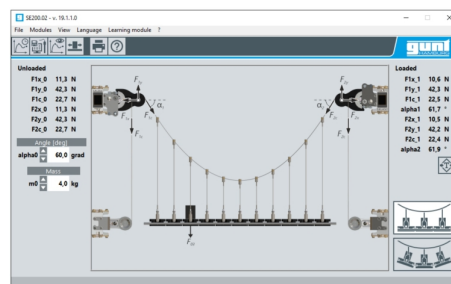 SE200.02 - v. 19.1.1.0
File Modules View Language Learning module ?
gunt
Unloaded
F1x_0 11,3 N
F1y_0 42,3 N
F1c_0 22,7 N
F2x_0 11,3 N
F2y_0 42,3 N
F2c_0 22,7 N
Angle (deg)
alpha0 60,0 grad
Mass
m0 4,0 kg
Loaded
F1x_1 10,6 N
F1y_1 42,3 N
F1c_1 22,5 N
alpha1 61,7 °
F2x_1 10,5 N
F2y_1 42,2 N
F2c_1 22,4 N
alpha2 61,9 °